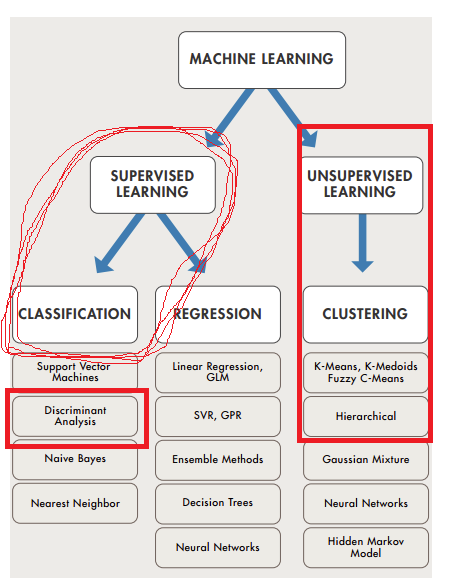 MACHINE LEARNING
SUPERVISED
LEARNING
UNSUPERVISED
LEARNING
CLASSIFICATION
REGRESSION
CLUSTERING
Support Vector
Machines
Discriminant
Analysis
Naive Bayes
Nearest Neighbor
Linear Regression,
GLM
SVR, GPR
Ensemble Methods
Decision Trees
Neural Networks
K-Means, K-Medoids
Fuzzy C-Means
Hierarchical
Gaussian Mixture
Neural Networks
Hidden Markov
Model